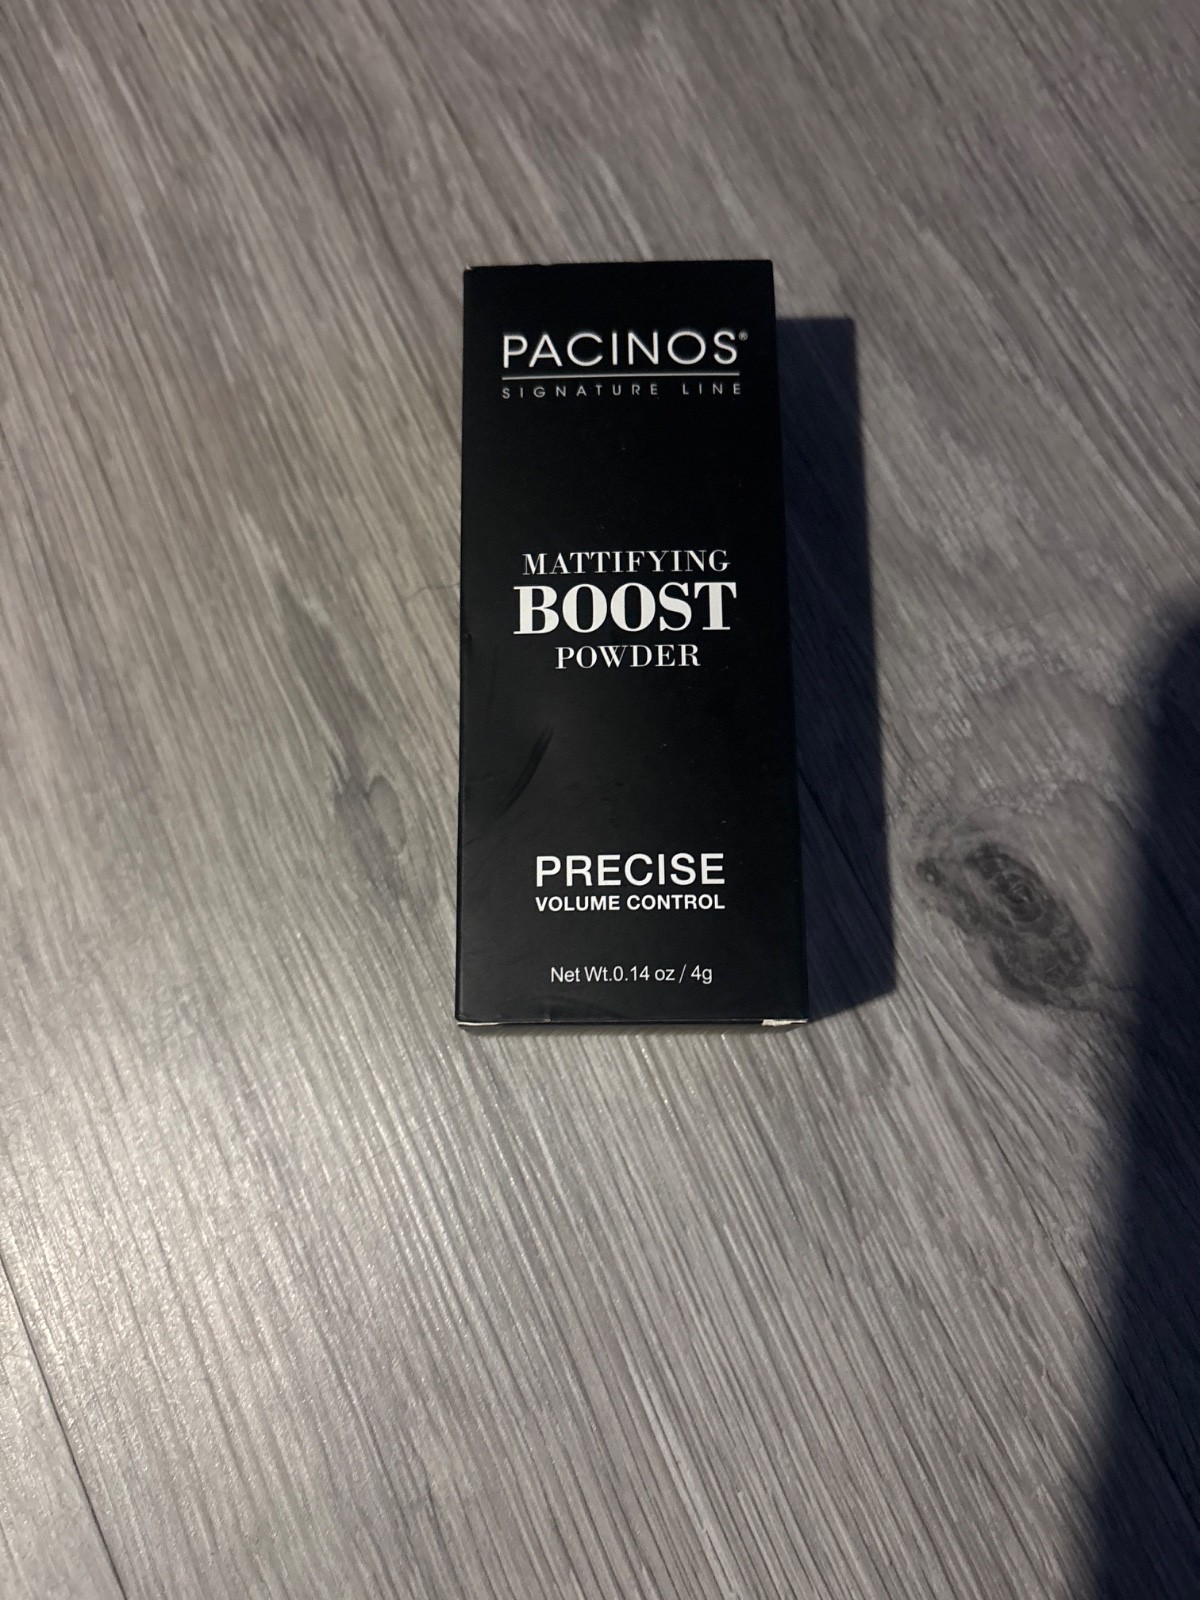 PACINOS®
SIGNATURE LINE
MATTIFYING
BOOST
POWDER
PRECISE
VOLUME CONTROL
Net Wt.0.14 oz / 4g